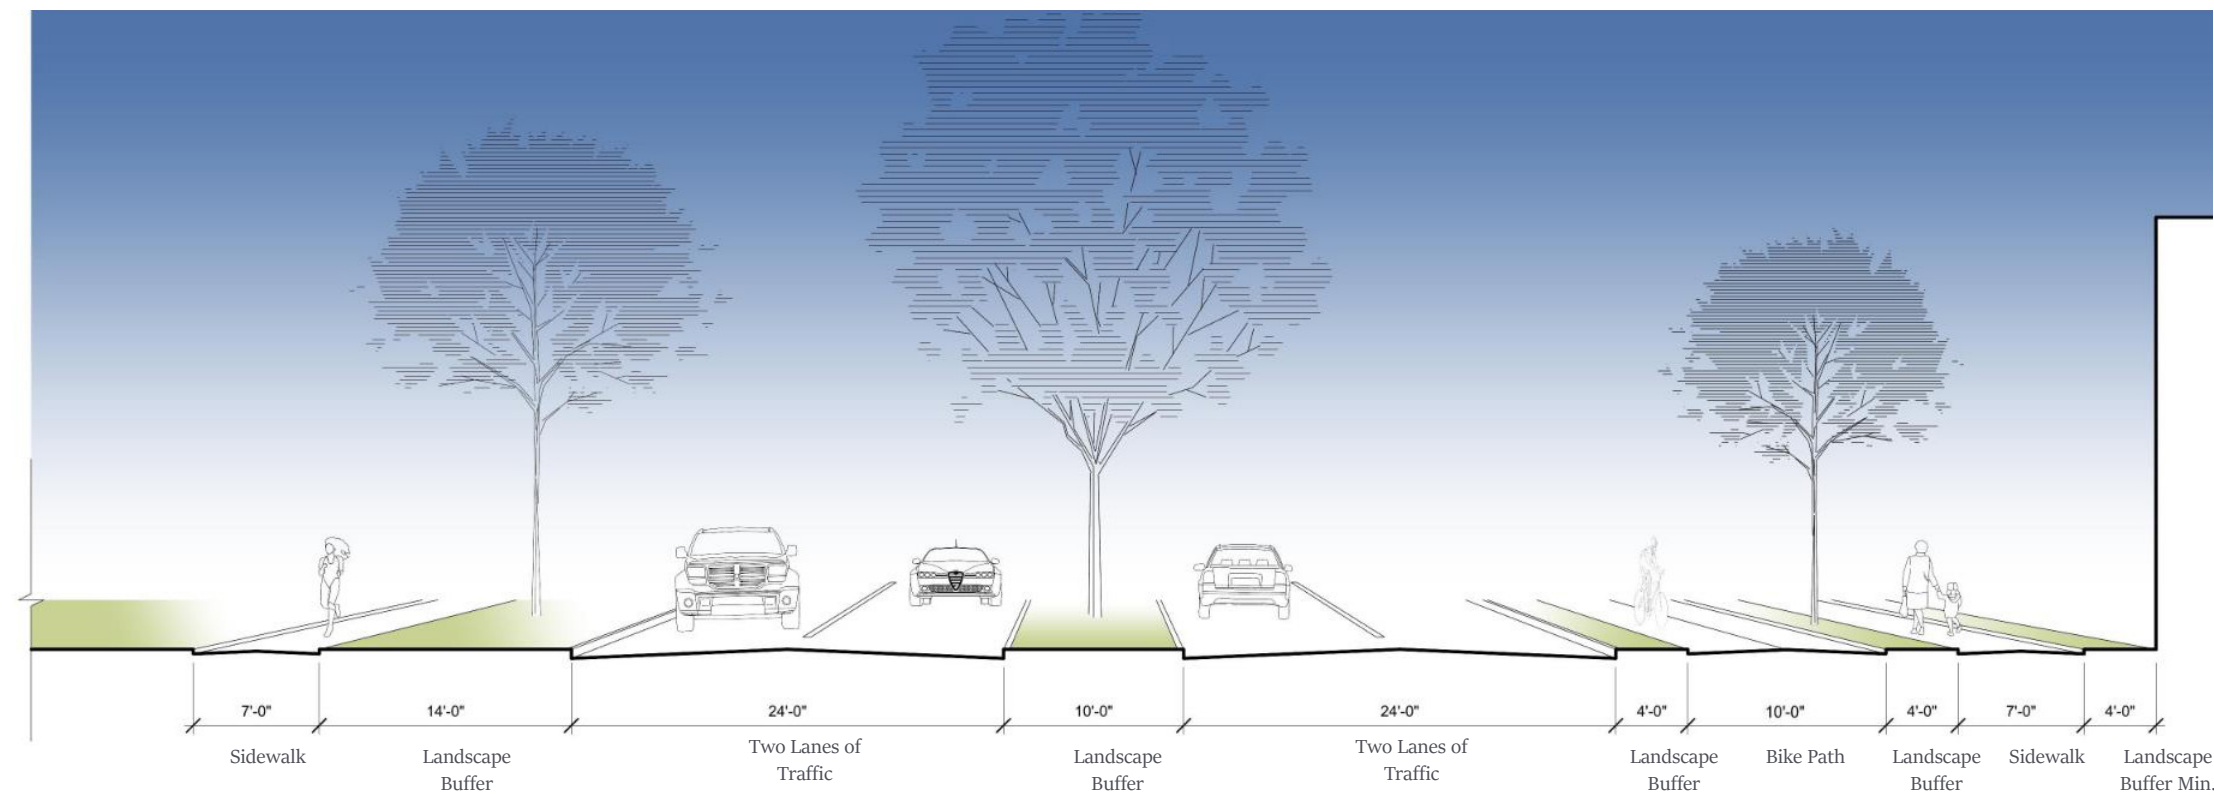 7'-0"
14'-0"
24'-0"
10'-0"
24'-0"
4'-0"
10'-0"
4'-0"
7'-0"
4'-0"
Sidewalk
Landscape
Buffer
Two Lanes of
Traffic
Landscape
Buffer
Two Lanes of
Traffic
Landscape
Buffer
Bike Path
Landscape
Buffer
Sidewalk
Landscape
Buffer Min.